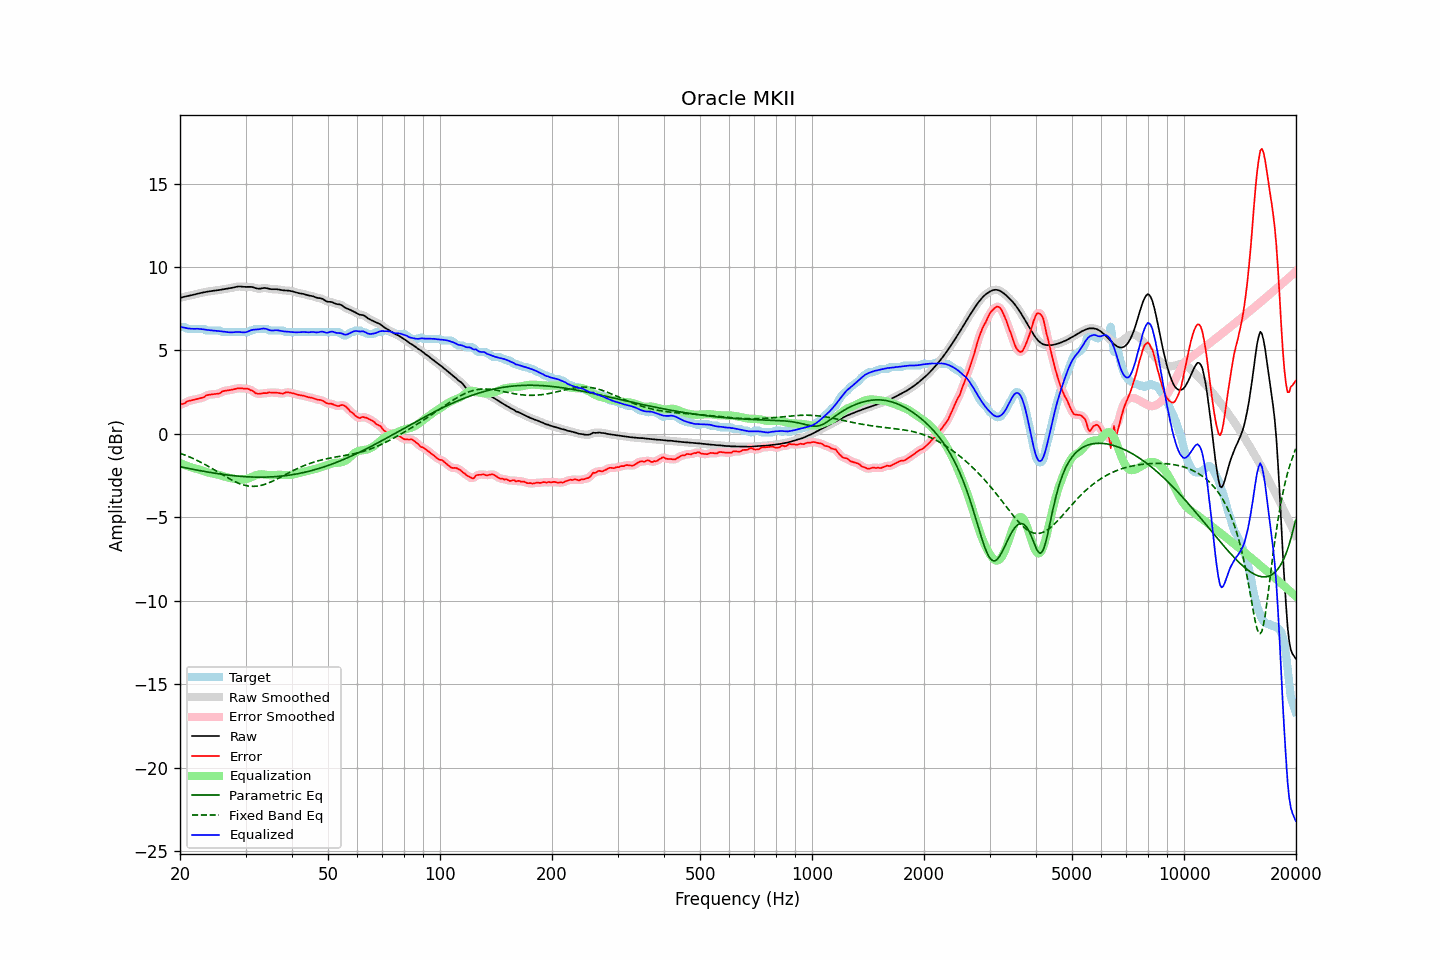 Oracle MKII
Amplitude (dBr)
15
10
5
0
−5
−10
−15
−20
−25
Target
Raw Smoothed
Error Smoothed
Raw
Error
Equalization
Parametric Eq
Fixed Band Eq
Equalized
20 50 100 200 500 1000 2000 5000 10000 20000
Frequency (Hz)